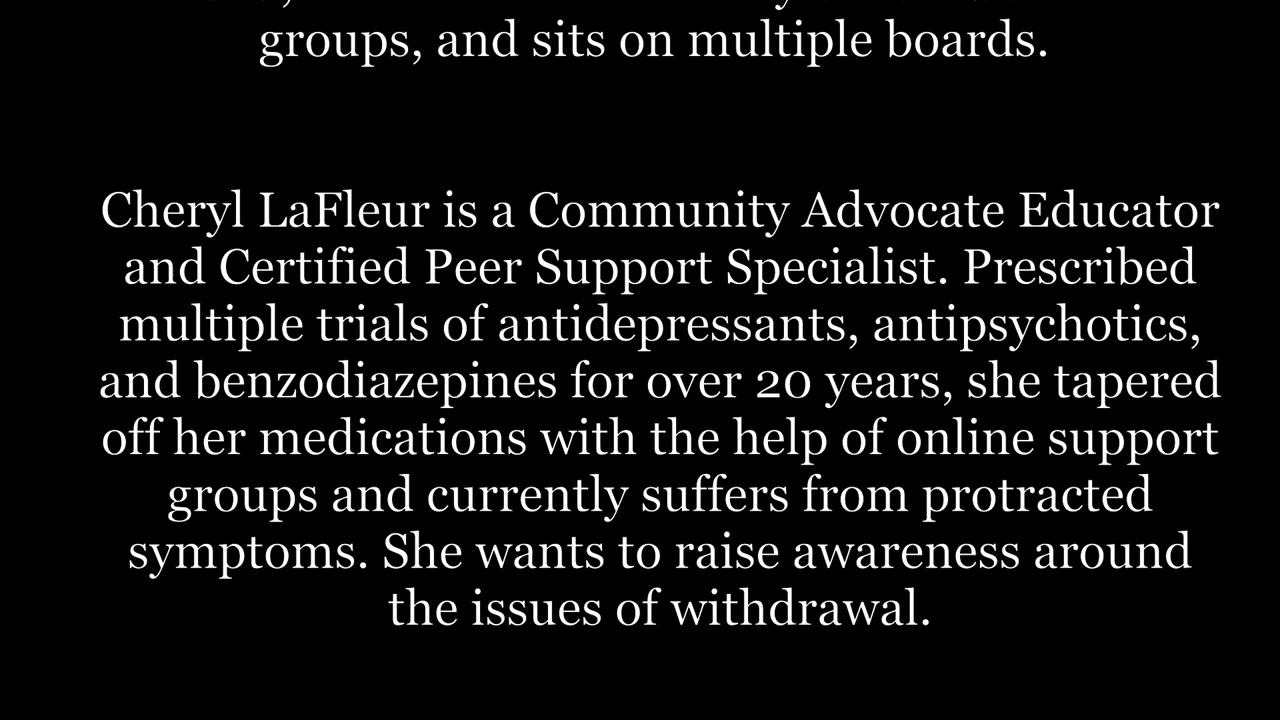 groups, and sits on multiple boards.
Cheryl LaFleur is a Community Advocate Educator
and Certified Peer Support Specialist. Prescribed
multiple trials of antidepressants, antipsychotics,
and benzodiazepines for over 20 years, she tapered
off her medications with the help of online support
groups and currently suffers from protracted
symptoms. She wants to raise awareness around
the issues of withdrawal.